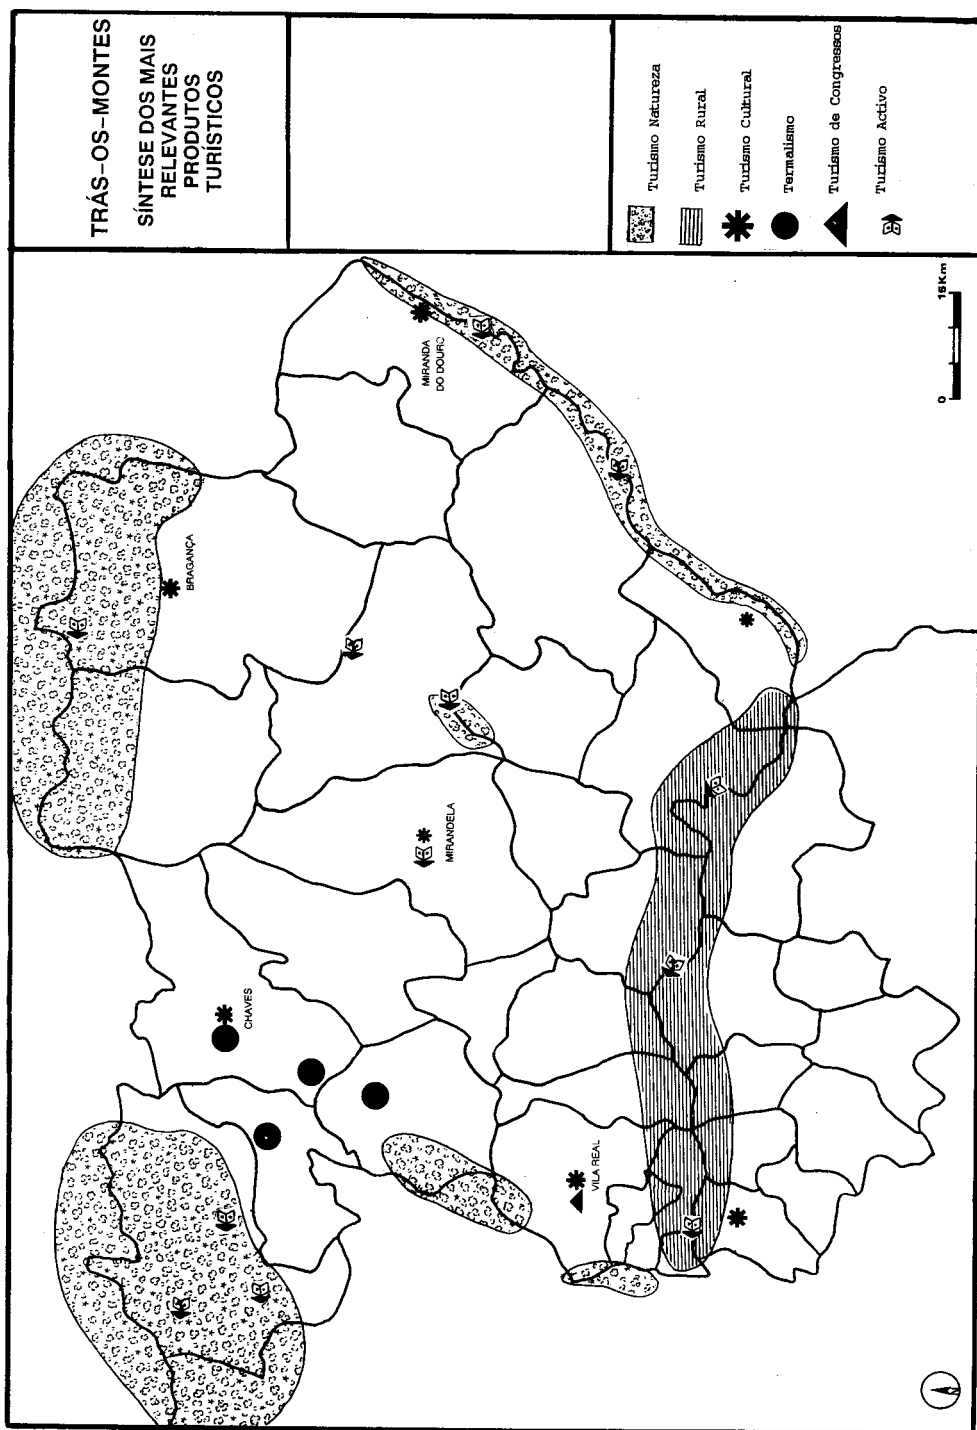 TRÁS-OS-MONTES
SÍNTESE DOS MAIS
RELEVANTES
PRODUTOS
TURÍSTICOS
Turismo Natureza
Turismo Rural
Turismo Cultural
Termalismo
Turismo de Congressos
Turismo Activo
MIRANDA
DO DOURO
BRAGANÇA
MIRANDELA
CHAVES
VILA REAL
0 15Km
N